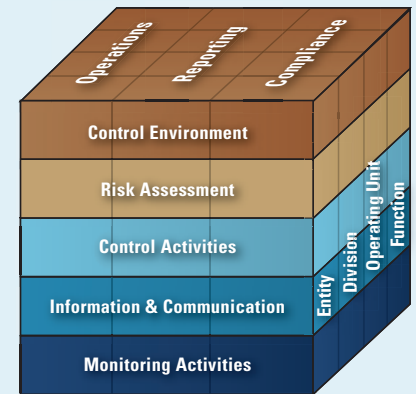 Operations
Reporting
Compliance
Control Environment
Risk Assessment
Control Activities
Information & Communication
Monitoring Activities
Entity
Division
Operating Unit
Function